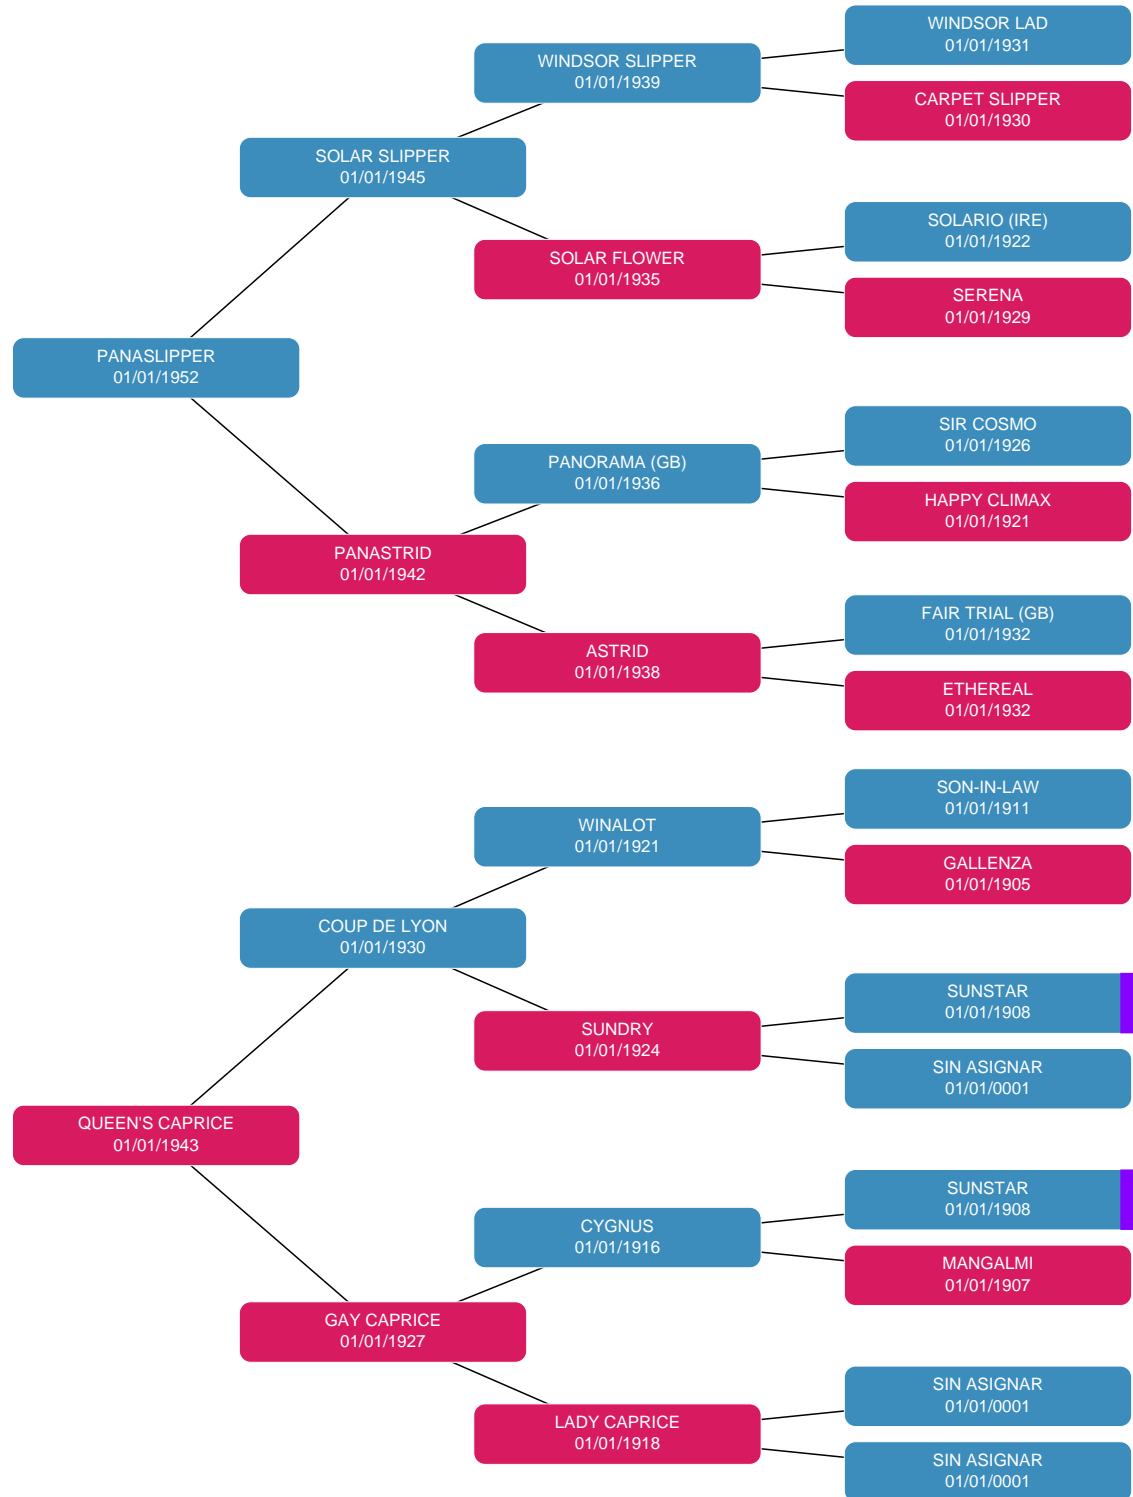 WINDSOR LAD
01/01/1931
WINDSOR SLIPPER
01/01/1939
CARPET SLIPPER
01/01/1930
SOLAR SLIPPER
01/01/1945
SOLARIO (IRE)
01/01/1922
SOLAR FLOWER
01/01/1935
SERENA
01/01/1929
PANASLIPPER
01/01/1952
SIR COSMO
01/01/1926
PANORAMA (GB)
01/01/1936
HAPPY CLIMAX
01/01/1921
PANASTRID
01/01/1942
FAIR TRIAL (GB)
01/01/1932
ASTRID
01/01/1938
ETHEREAL
01/01/1932
SON-IN-LAW
01/01/1911
WINALOT
01/01/1921
GALLENZA
01/01/1905
COUP DE LYON
01/01/1930
SUNSTAR
01/01/1908
SUNDRY
01/01/1924
SIN ASIGNAR
01/01/0001
QUEEN'S CAPRICE
01/01/1943
SUNSTAR
01/01/1908
CYGNUS
01/01/1916
MANGALMI
01/01/1907
GAY CAPRICE
01/01/1927
SIN ASIGNAR
01/01/0001
LADY CAPRICE
01/01/1918
SIN ASIGNAR
01/01/0001